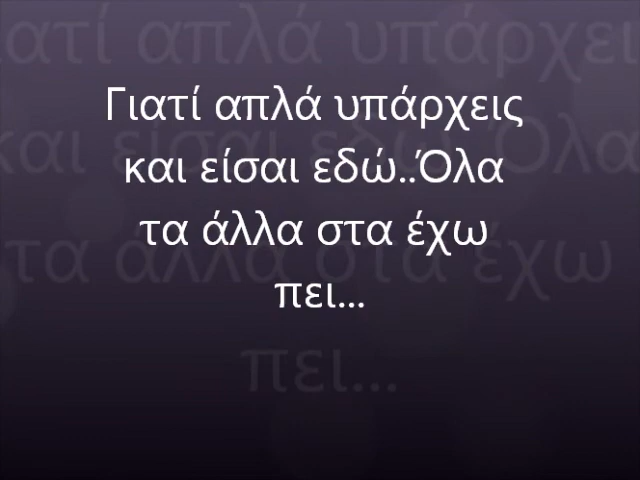 Γιατί απλά υπάρχεις
και είσαι εδώ..Όλα
τα άλλα στα έχω
πει...